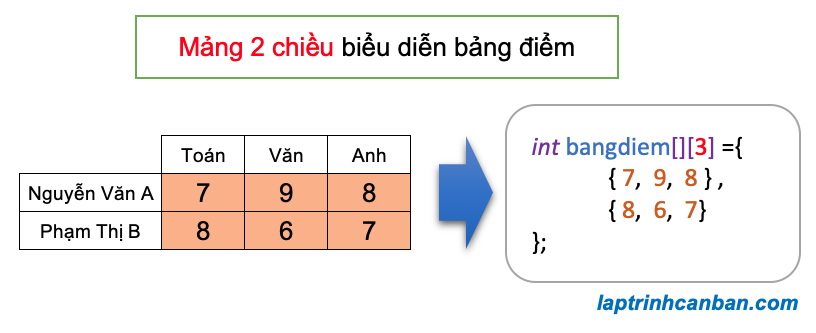 Mảng 2 chiều biểu diễn bảng điểm
Toán Văn Anh
Nguyễn Văn A 7 9 8
Phạm Thị B 8 6 7
int bangdiem[][3] ={
{ 7, 9, 8 } ,
{ 8, 6, 7}
};
laptrinhcanban.com